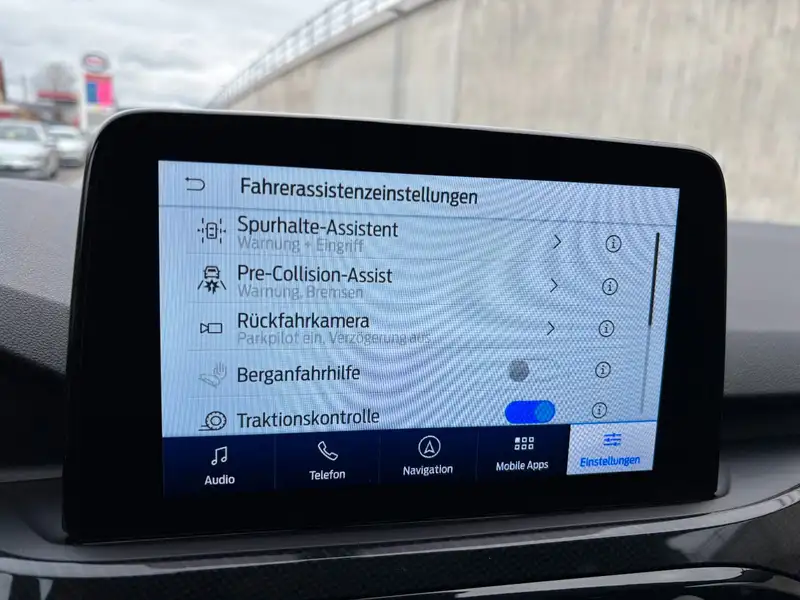 Fahrerassistenzeinstellungen
Spurhalte-Assistent
Warnung + Eingriff
Pre-Collision-Assist
Warnung, Bremsen
Rückfahrkamera
Parkpilot ein, Verzögerung aus
Berganfahrhilfe
Traktionskontrolle
Audio
Telefon
Navigation
Mobile Apps
Einstellungen